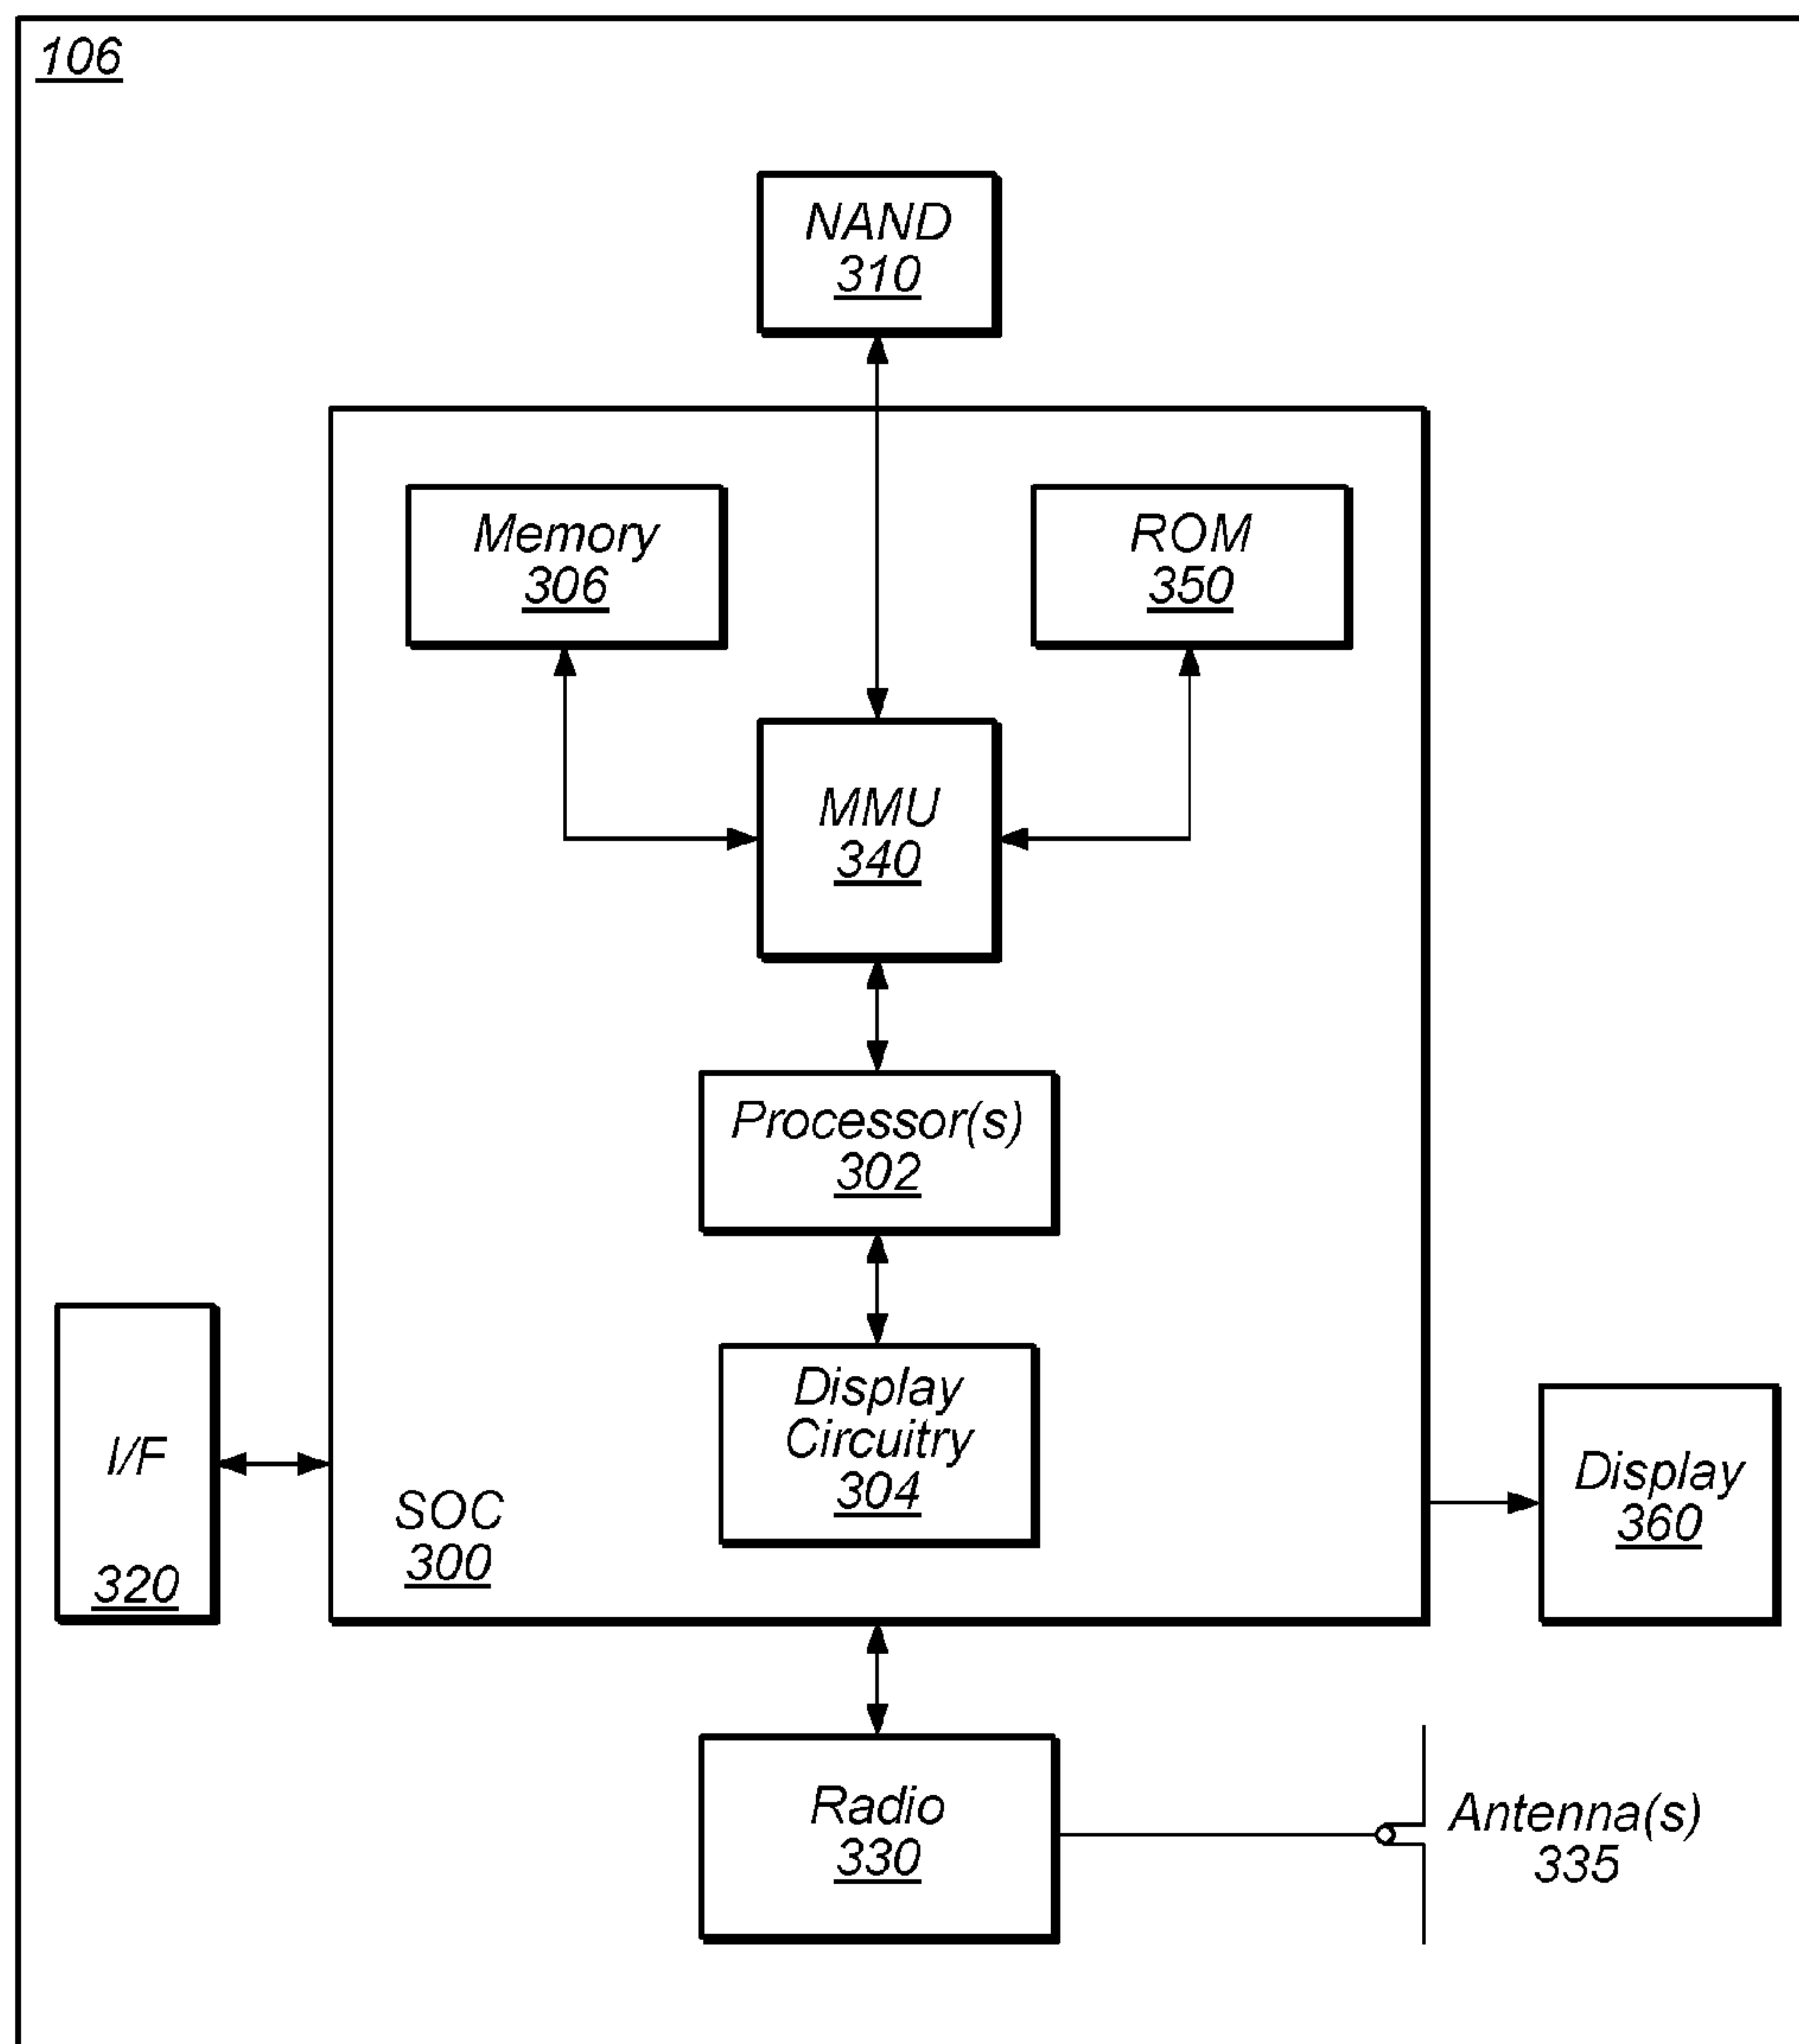 106
NAND
310
Memory
306
ROM
350
MMU
340
Processor(s)
302
Display
Circuitry
304
I/F
320
SOC
300
Display
360
Radio
330
Antenna(s)
335